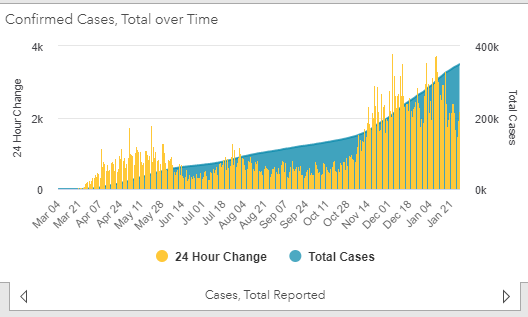 Confirmed Cases, Total over Time
4k
400k
24 Hour Change
2k
200k
Total Cases
0
0k
Mar 04
Mar 21
Apr 07
Apr 24
May 11
May 28
Jun 14
Jul 01
Jul 18
Aug 04
Aug 21
Sep 07
Sep 24
Oct 11
Oct 28
Nov 14
Dec 01
Dec 18
Jan 04
Jan 21
24 Hour Change Total Cases
Cases, Total Reported